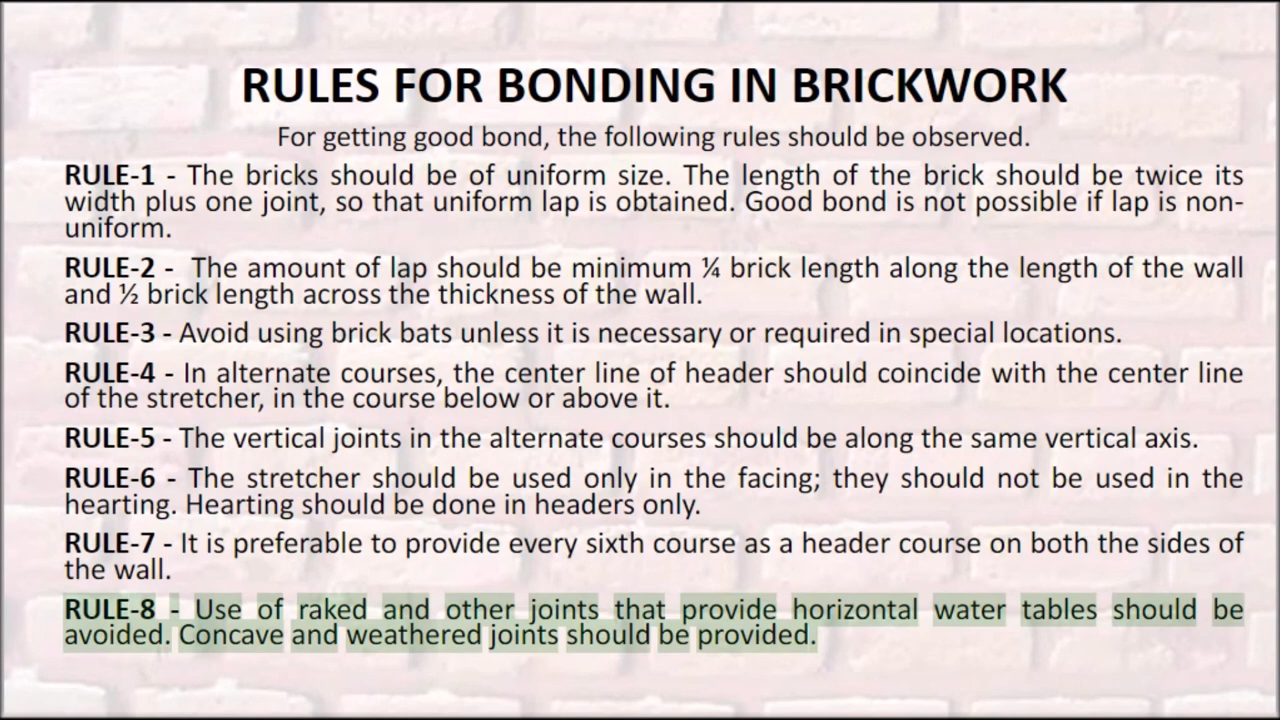 RULES FOR BONDING IN BRICKWORK
For getting good bond, the following rules should be observed.
RULE-1 - The bricks should be of uniform size. The length of the brick should be twice its
width plus one joint, so that uniform lap is obtained. Good bond is not possible if lap is non-
uniform.
RULE-2 - The amount of lap should be minimum ¼ brick length along the length of the wall
and ½ brick length across the thickness of the wall.
RULE-3 - Avoid using brick bats unless it is necessary or required in special locations.
RULE-4 - In alternate courses, the center line of header should coincide with the center line
of the stretcher, in the course below or above it.
RULE-5 - The vertical joints in the alternate courses should be along the same vertical axis.
RULE-6 - The stretcher should be used only in the facing; they should not be used in the
hearting. Hearting should be done in headers only.
RULE-7 - It is preferable to provide every sixth course as a header course on both the sides of
the wall.
RULE-8 - Use of raked and other joints that provide horizontal water tables should be
avoided. Concave and weathered joints should be provided.